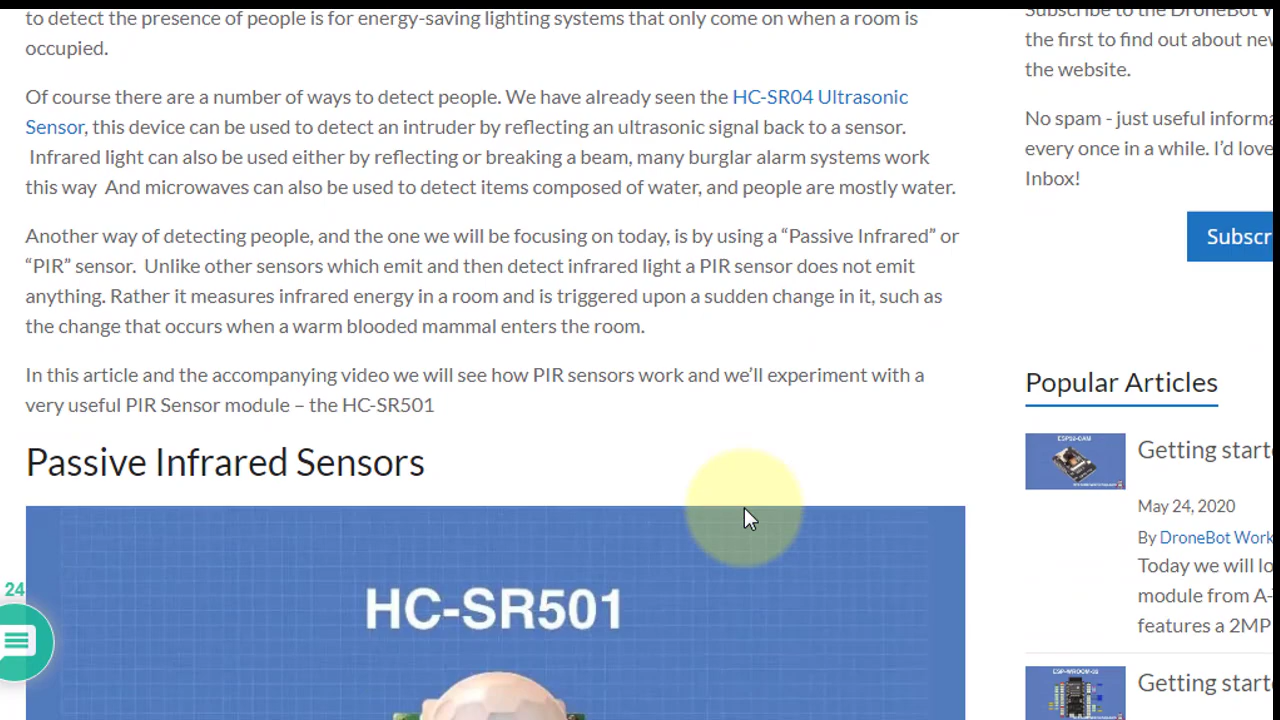 to detect the presence of people is for energy-saving lighting systems that only come on when a room is
occupied.
Of course there are a number of ways to detect people. We have already seen the HC-SR04 Ultrasonic
Sensor, this device can be used to detect an intruder by reflecting an ultrasonic signal back to a sensor.
Infrared light can also be used either by reflecting or breaking a beam, many burglar alarm systems work
this way  And microwaves can also be used to detect items composed of water, and people are mostly water.
Another way of detecting people, and the one we will be focusing on today, is by using a “Passive Infrared” or
“PIR” sensor.  Unlike other sensors which emit and then detect infrared light a PIR sensor does not emit
anything. Rather it measures infrared energy in a room and is triggered upon a sudden change in it, such as
the change that occurs when a warm blooded mammal enters the room.
In this article and the accompanying video we will see how PIR sensors work and we’ll experiment with a
very useful PIR Sensor module – the HC-SR501
Passive Infrared Sensors
HC-SR501
24
Subscribe to the DroneBot W
the first to find out about new
the website.
No spam - just useful informa
every once in a while. I’d love
Inbox!
Subscr
Popular Articles
ESP32-CAM
Getting starte
May 24, 2020
By DroneBot Work
Today we will lo
module from A-
features a 2MP
ESP-WROOM-32
Getting starte